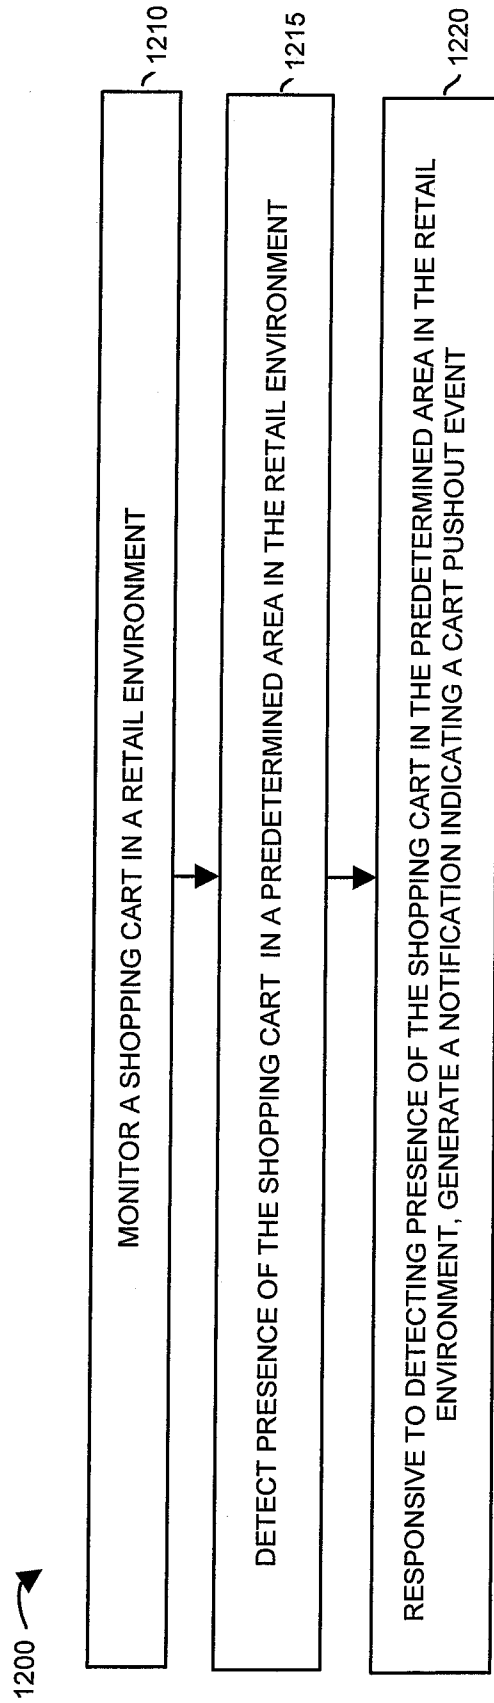 1200
MONITOR A SHOPPING CART IN A RETAIL ENVIRONMENT
1210
DETECT PRESENCE OF THE SHOPPING CART IN A PREDETERMINED AREA IN THE RETAIL ENVIRONMENT
1215
RESPONSIVE TO DETECTING PRESENCE OF THE SHOPPING CART IN THE PREDETERMINED AREA IN THE RETAIL
ENVIRONMENT, GENERATE A NOTIFICATION INDICATING A CART PUSHOUT EVENT
1220